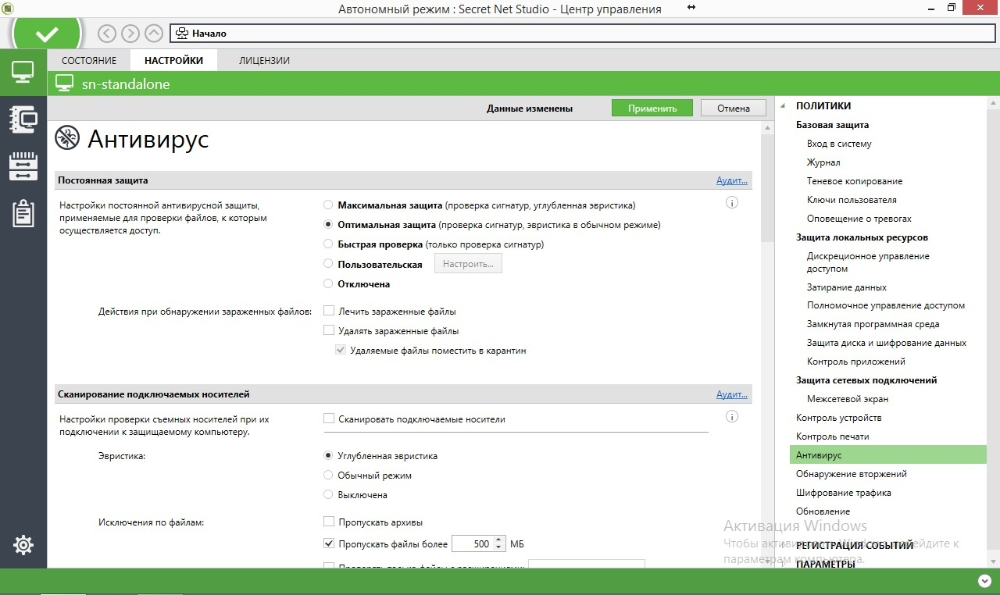 Автономный режим : Secret Net Studio - Центр управления
Начало
СОСТОЯНИЕ НАСТРОЙКИ ЛИЦЕНЗИИ
sn-standalone
Данные изменены Применить Отмена
Антивирус
Постоянная защита Аудит...
Настройки постоянной антивирусной защиты,
применяемые для проверки файлов, к которым
осуществляется доступ.
Максимальная защита (проверка сигнатур, углубленная эвристика)
Оптимальная защита (проверка сигнатур, эвристика в обычном режиме)
Быстрая проверка (только проверка сигнатур)
Пользовательская Настроить...
Отключена
Действия при обнаружении зараженных файлов:
Лечить зараженные файлы
Удалять зараженные файлы
Удаляемые файлы поместить в карантин
Сканирование подключаемых носителей Аудит...
Настройки проверки съемных носителей при их
подключении к защищаемому компьютеру.
Сканировать подключаемые носители
Эвристика:
Углубленная эвристика
Обычный режим
Выключена
Исключения по файлам:
Пропускать архивы
Пропускать файлы более 500 МБ
ПОЛИТИКИ
Базовая защита
Вход в систему
Журнал
Теневое копирование
Ключи пользователя
Оповещение о тревогах
Защита локальных ресурсов
Дискреционное управление
доступом
Затирание данных
Полномочное управление доступом
Замкнутая программная среда
Защита диска и шифрование данных
Контроль приложений
Защита сетевых подключений
Межсетевой экран
Контроль устройств
Контроль печати
Антивирус
Обнаружение вторжений
Шифрование трафика
Обновление
РЕГИСТРАЦИЯ СОБЫТИЙ
ПАРАМЕТРЫ
Активация Windows
Чтобы активировать Windows, перейдите к
параметрам компьютера.